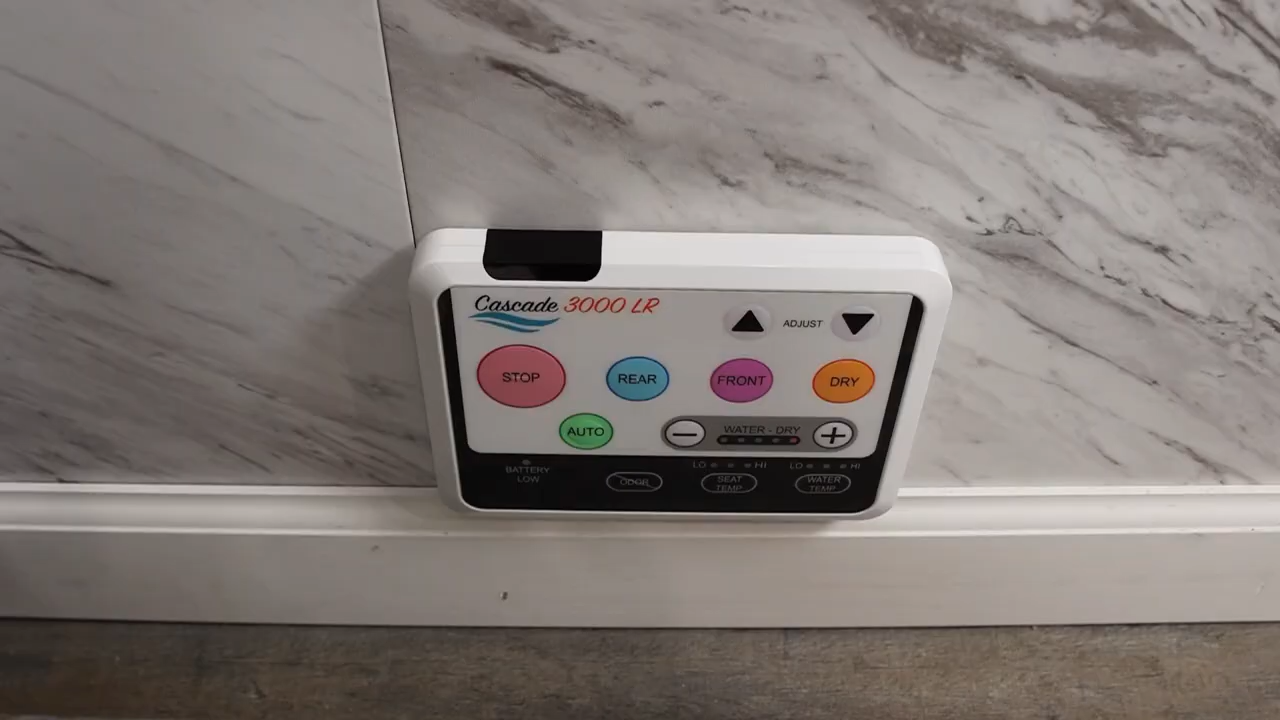 Cascade 3000 LR
ADJUST
STOP
REAR
FRONT
DRY
AUTO
WATER - DRY
BATTERY
LOW
LO HI
LO HI
ODOR
SEAT
TEMP
WATER
TEMP